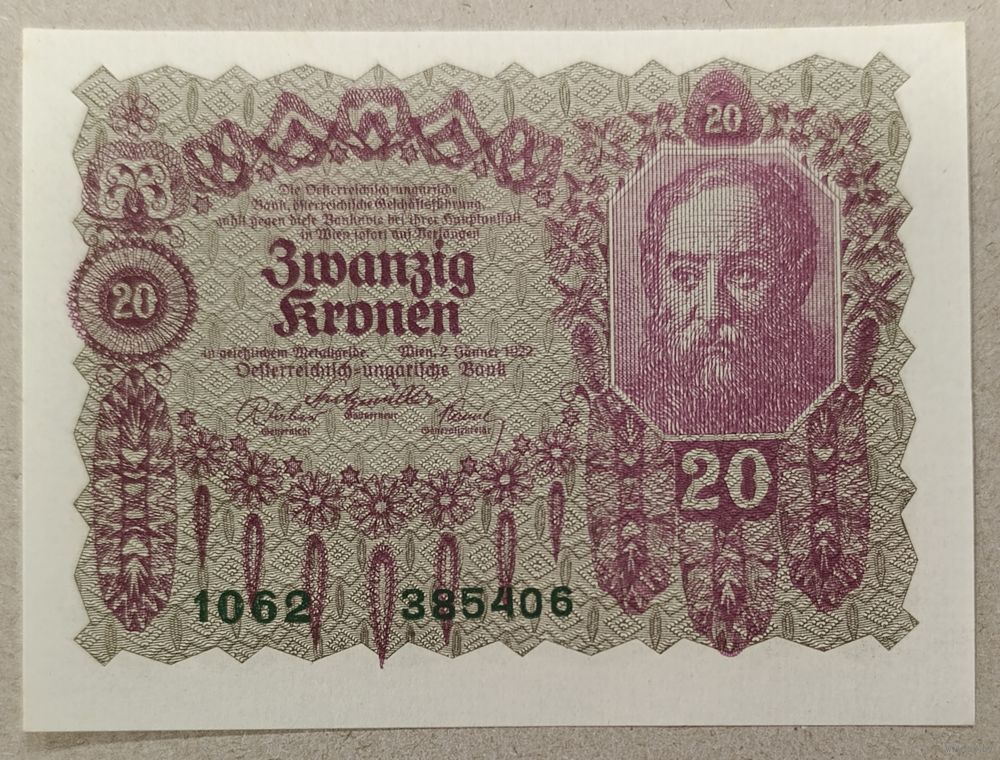 20
Die Oesterreichisch-ungarische
Bank, österreichische Geschäftsführung,
zahlt gegen diese Banknote bei ihrer Hauptanstalt
in Wien sofort auf Verlangen
Zwanzig
Kronen
20
in gesetzlichem Metallgelde. Wien, 2. Jänner 1922.
Oesterreichisch-ungarische Bank
Gouverneur
Generalrat
Generalsekretär
20
1062 385406